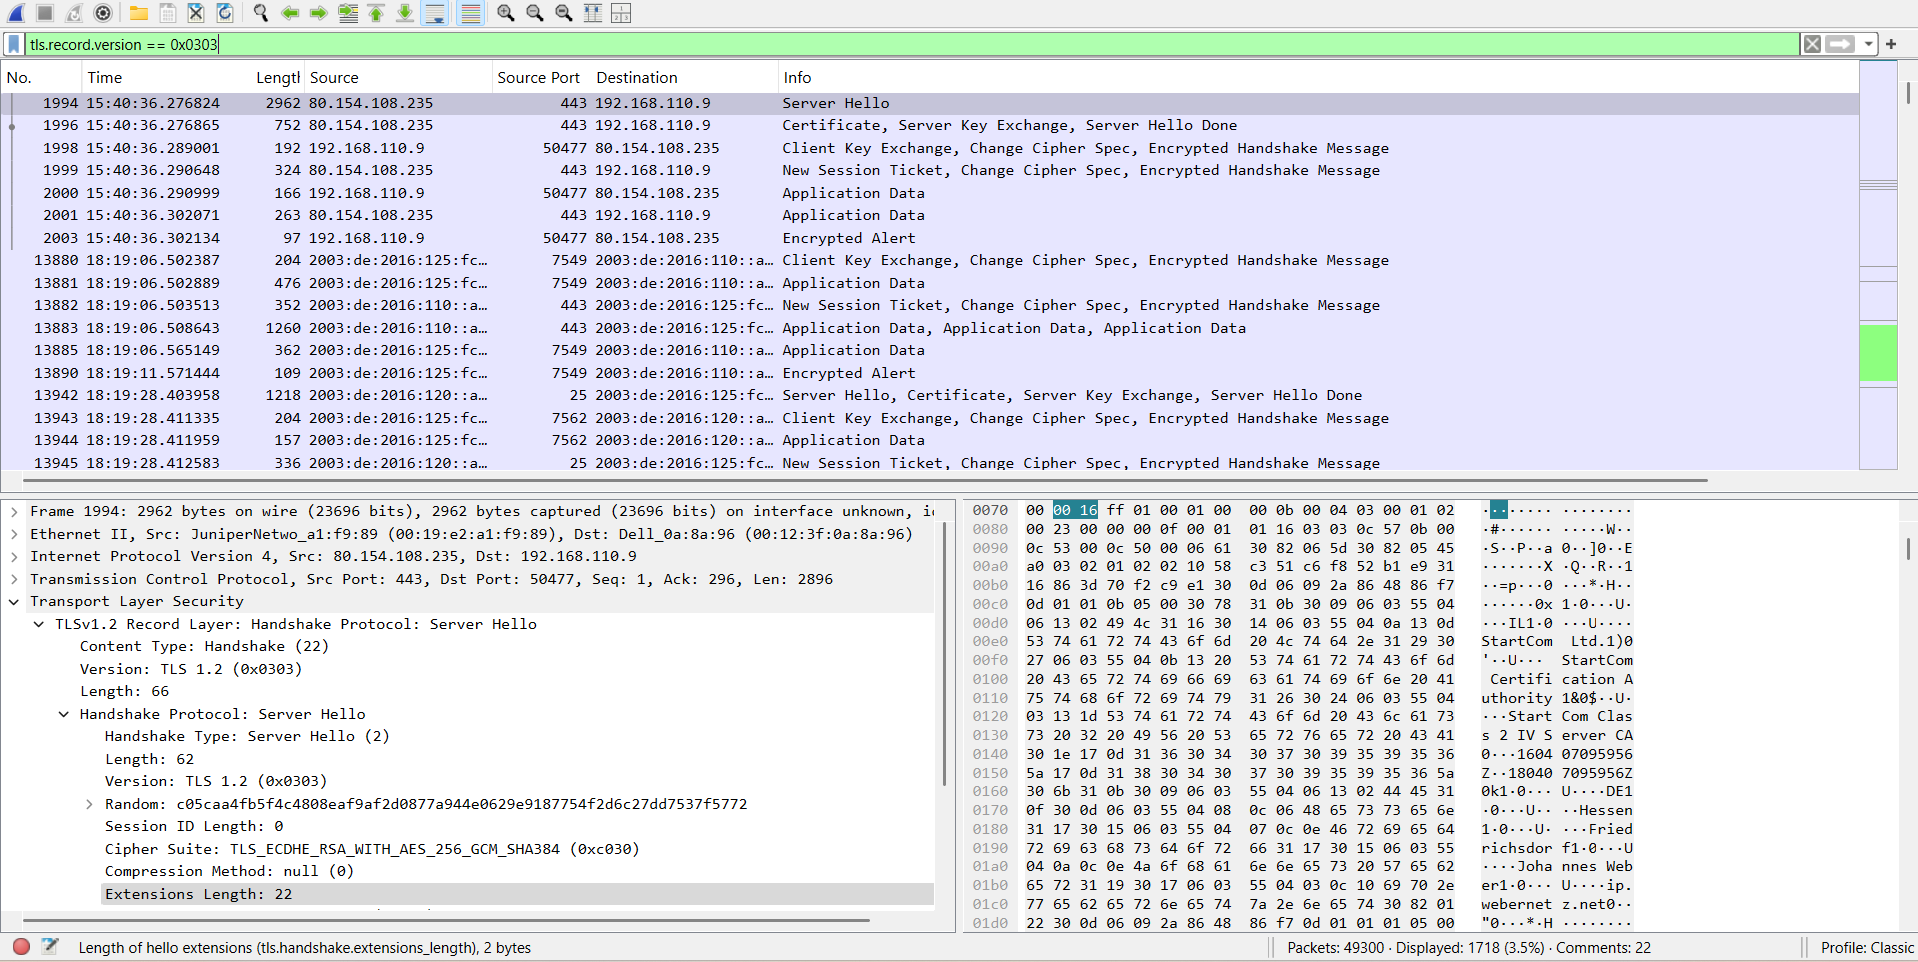 tls.record.version == 0x0303
No. Time Length Source Source Port Destination Info
1994 15:40:36.276824 2962 80.154.108.235 443 192.168.110.9 Server Hello
1996 15:40:36.276865 752 80.154.108.235 443 192.168.110.9 Certificate, Server Key Exchange, Server Hello Done
1998 15:40:36.289001 192 192.168.110.9 50477 80.154.108.235 Client Key Exchange, Change Cipher Spec, Encrypted Handshake Message
1999 15:40:36.290648 324 80.154.108.235 443 192.168.110.9 New Session Ticket, Change Cipher Spec, Encrypted Handshake Message
2000 15:40:36.290999 166 192.168.110.9 50477 80.154.108.235 Application Data
2001 15:40:36.302071 263 80.154.108.235 443 192.168.110.9 Application Data
2003 15:40:36.302134 97 192.168.110.9 50477 80.154.108.235 Encrypted Alert
13880 18:19:06.502387 204 2003:de:2016:125:fc… 7549 2003:de:2016:110::a… Client Key Exchange, Change Cipher Spec, Encrypted Handshake Message
13881 18:19:06.502889 476 2003:de:2016:125:fc… 7549 2003:de:2016:110::a… Application Data
13882 18:19:06.503513 352 2003:de:2016:110::a… 443 2003:de:2016:125:fc… New Session Ticket, Change Cipher Spec, Encrypted Handshake Message
13883 18:19:06.508643 1260 2003:de:2016:110::a… 443 2003:de:2016:125:fc… Application Data, Application Data, Application Data
13885 18:19:06.565149 362 2003:de:2016:125:fc… 7549 2003:de:2016:110::a… Application Data
13890 18:19:11.571444 109 2003:de:2016:125:fc… 7549 2003:de:2016:110::a… Encrypted Alert
13942 18:19:28.403958 1218 2003:de:2016:120::a… 25 2003:de:2016:125:fc… Server Hello, Certificate, Server Key Exchange, Server Hello Done
13943 18:19:28.411335 204 2003:de:2016:125:fc… 7562 2003:de:2016:120::a… Client Key Exchange, Change Cipher Spec, Encrypted Handshake Message
13944 18:19:28.411959 157 2003:de:2016:125:fc… 7562 2003:de:2016:120::a… Application Data
13945 18:19:28.412583 336 2003:de:2016:120::a… 25 2003:de:2016:125:fc… New Session Ticket, Change Cipher Spec, Encrypted Handshake Message
Frame 1994: 2962 bytes on wire (23696 bits), 2962 bytes captured (23696 bits) on interface unknown,
Ethernet II, Src: JuniperNetwo_a1:f9:89 (00:19:e2:a1:f9:89), Dst: Dell_0a:8a:96 (00:12:3f:0a:8a:96)
Internet Protocol Version 4, Src: 80.154.108.235, Dst: 192.168.110.9
Transmission Control Protocol, Src Port: 443, Dst Port: 50477, Seq: 1, Ack: 296, Len: 2896
Transport Layer Security
TLSv1.2 Record Layer: Handshake Protocol: Server Hello
Content Type: Handshake (22)
Version: TLS 1.2 (0x0303)
Length: 66
Handshake Protocol: Server Hello
Handshake Type: Server Hello (2)
Length: 62
Version: TLS 1.2 (0x0303)
Random: c05caa4fb5f4c4808eaf9af2d0877a944e0629e9187754f2d6c27dd7537f5772
Session ID Length: 0
Cipher Suite: TLS_ECDHE_RSA_WITH_AES_256_GCM_SHA384 (0xc030)
Compression Method: null (0)
Extensions Length: 22
0070 00 00 16 ff 01 00 01 00 00 0b 00 04 03 00 01 02 ········ ········
0080 00 23 00 00 00 0f 00 01 01 16 03 03 0c 57 0b 00 ·#······ ·····W··
0090 0c 53 00 0c 50 00 06 61 30 82 06 5d 30 82 05 45 ·S··P··a 0··]0··E
00a0 a0 03 02 01 02 02 10 58 c3 51 c6 f8 52 b1 e9 31 ·······X ·Q··R··1
00b0 16 86 3d 70 f2 c9 e1 30 0d 06 09 2a 86 48 86 f7 ··=p···0 ···*·H··
00c0 0d 01 01 0b 05 00 30 78 31 0b 30 09 06 03 55 04 ······0x 1·0···U·
00d0 06 13 02 49 4c 31 16 30 14 06 03 55 04 0a 13 0d ···IL1·0 ···U····
00e0 53 74 61 72 74 43 6f 6d 20 4c 74 64 2e 31 29 30 StartCom Ltd.1)0
00f0 27 06 03 55 04 0b 13 20 53 74 61 72 74 43 6f 6d '··U··· StartCom
0100 20 43 65 72 74 69 66 69 63 61 74 69 6f 6e 20 41 Certifi cation A
0110 75 74 68 6f 72 69 74 79 31 26 30 24 06 03 55 04 uthority 1&0$··U·
0120 03 13 1d 53 74 61 72 74 43 6f 6d 20 43 6c 61 73 ···Start Com Clas
0130 73 20 32 20 49 56 20 53 65 72 76 65 72 20 43 41 s 2 IV S erver CA
0140 30 1e 17 0d 31 36 30 34 30 37 30 39 35 39 35 36 0···1604 07095956
0150 5a 17 0d 31 38 30 34 30 37 30 39 35 39 35 36 5a Z··18040 7095956Z
0160 30 6b 31 0b 30 09 06 03 55 04 06 13 02 44 45 31 0k1·0··· U····DE1
0170 0f 30 0d 06 03 55 04 08 0c 06 48 65 73 73 65 6e ·0···U·· ··Hessen
0180 31 17 30 15 06 03 55 04 07 0c 0e 46 72 69 65 64 1·0···U· ···Fried
0190 72 69 63 68 73 64 6f 72 66 31 17 30 15 06 03 55 richsdor f1·0···U
01a0 04 0a 0c 0e 4a 6f 68 61 6e 6e 65 73 20 57 65 62 ····Joha nnes Web
01b0 65 72 31 19 30 17 06 03 55 04 03 0c 10 69 70 2e er1·0··· U····ip.
01c0 77 65 62 65 72 6e 65 74 7a 2e 6e 65 74 30 82 01 webernet z.net0··
01d0 22 30 0d 06 09 2a 86 48 86 f7 0d 01 01 01 05 00 "0···*·H ········
Length of hello extensions (tls.handshake.extensions_length), 2 bytes
Packets: 49300 · Displayed: 1718 (3.5%) · Comments: 22
Profile: Classic